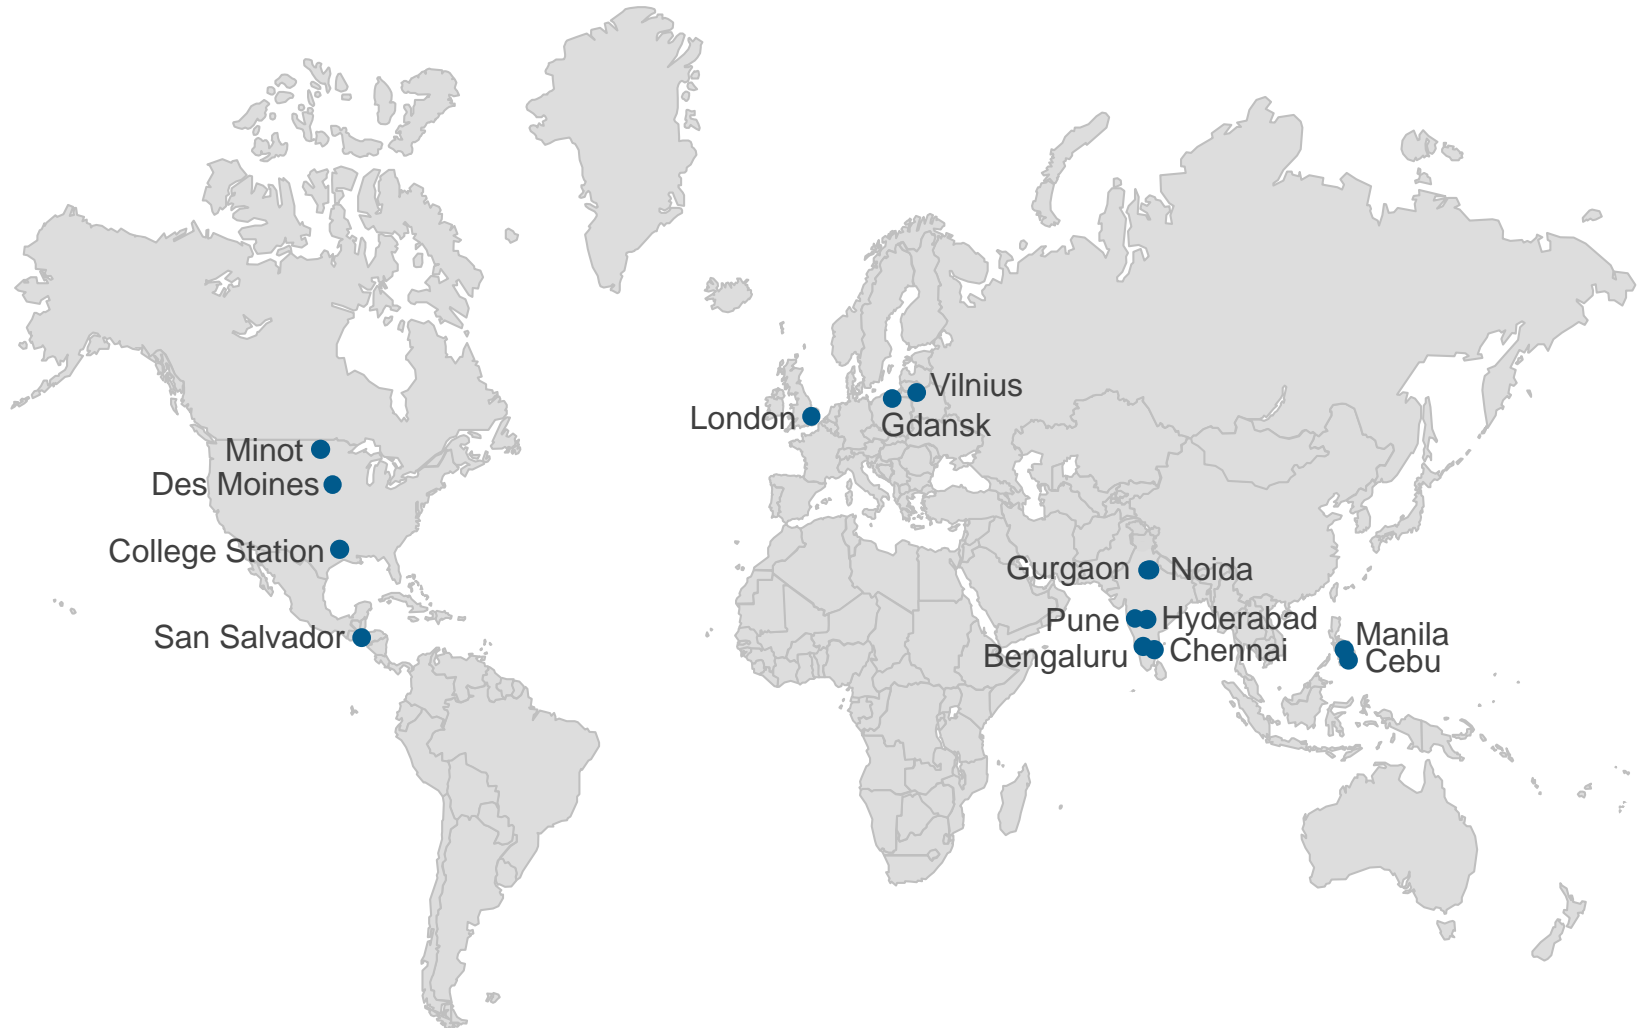 Vilnius
London
Gdansk
Minot
Des Moines
College Station
San Salvador
Gurgaon
Noida
Pune
Hyderabad
Bengaluru
Chennai
Manila
Cebu